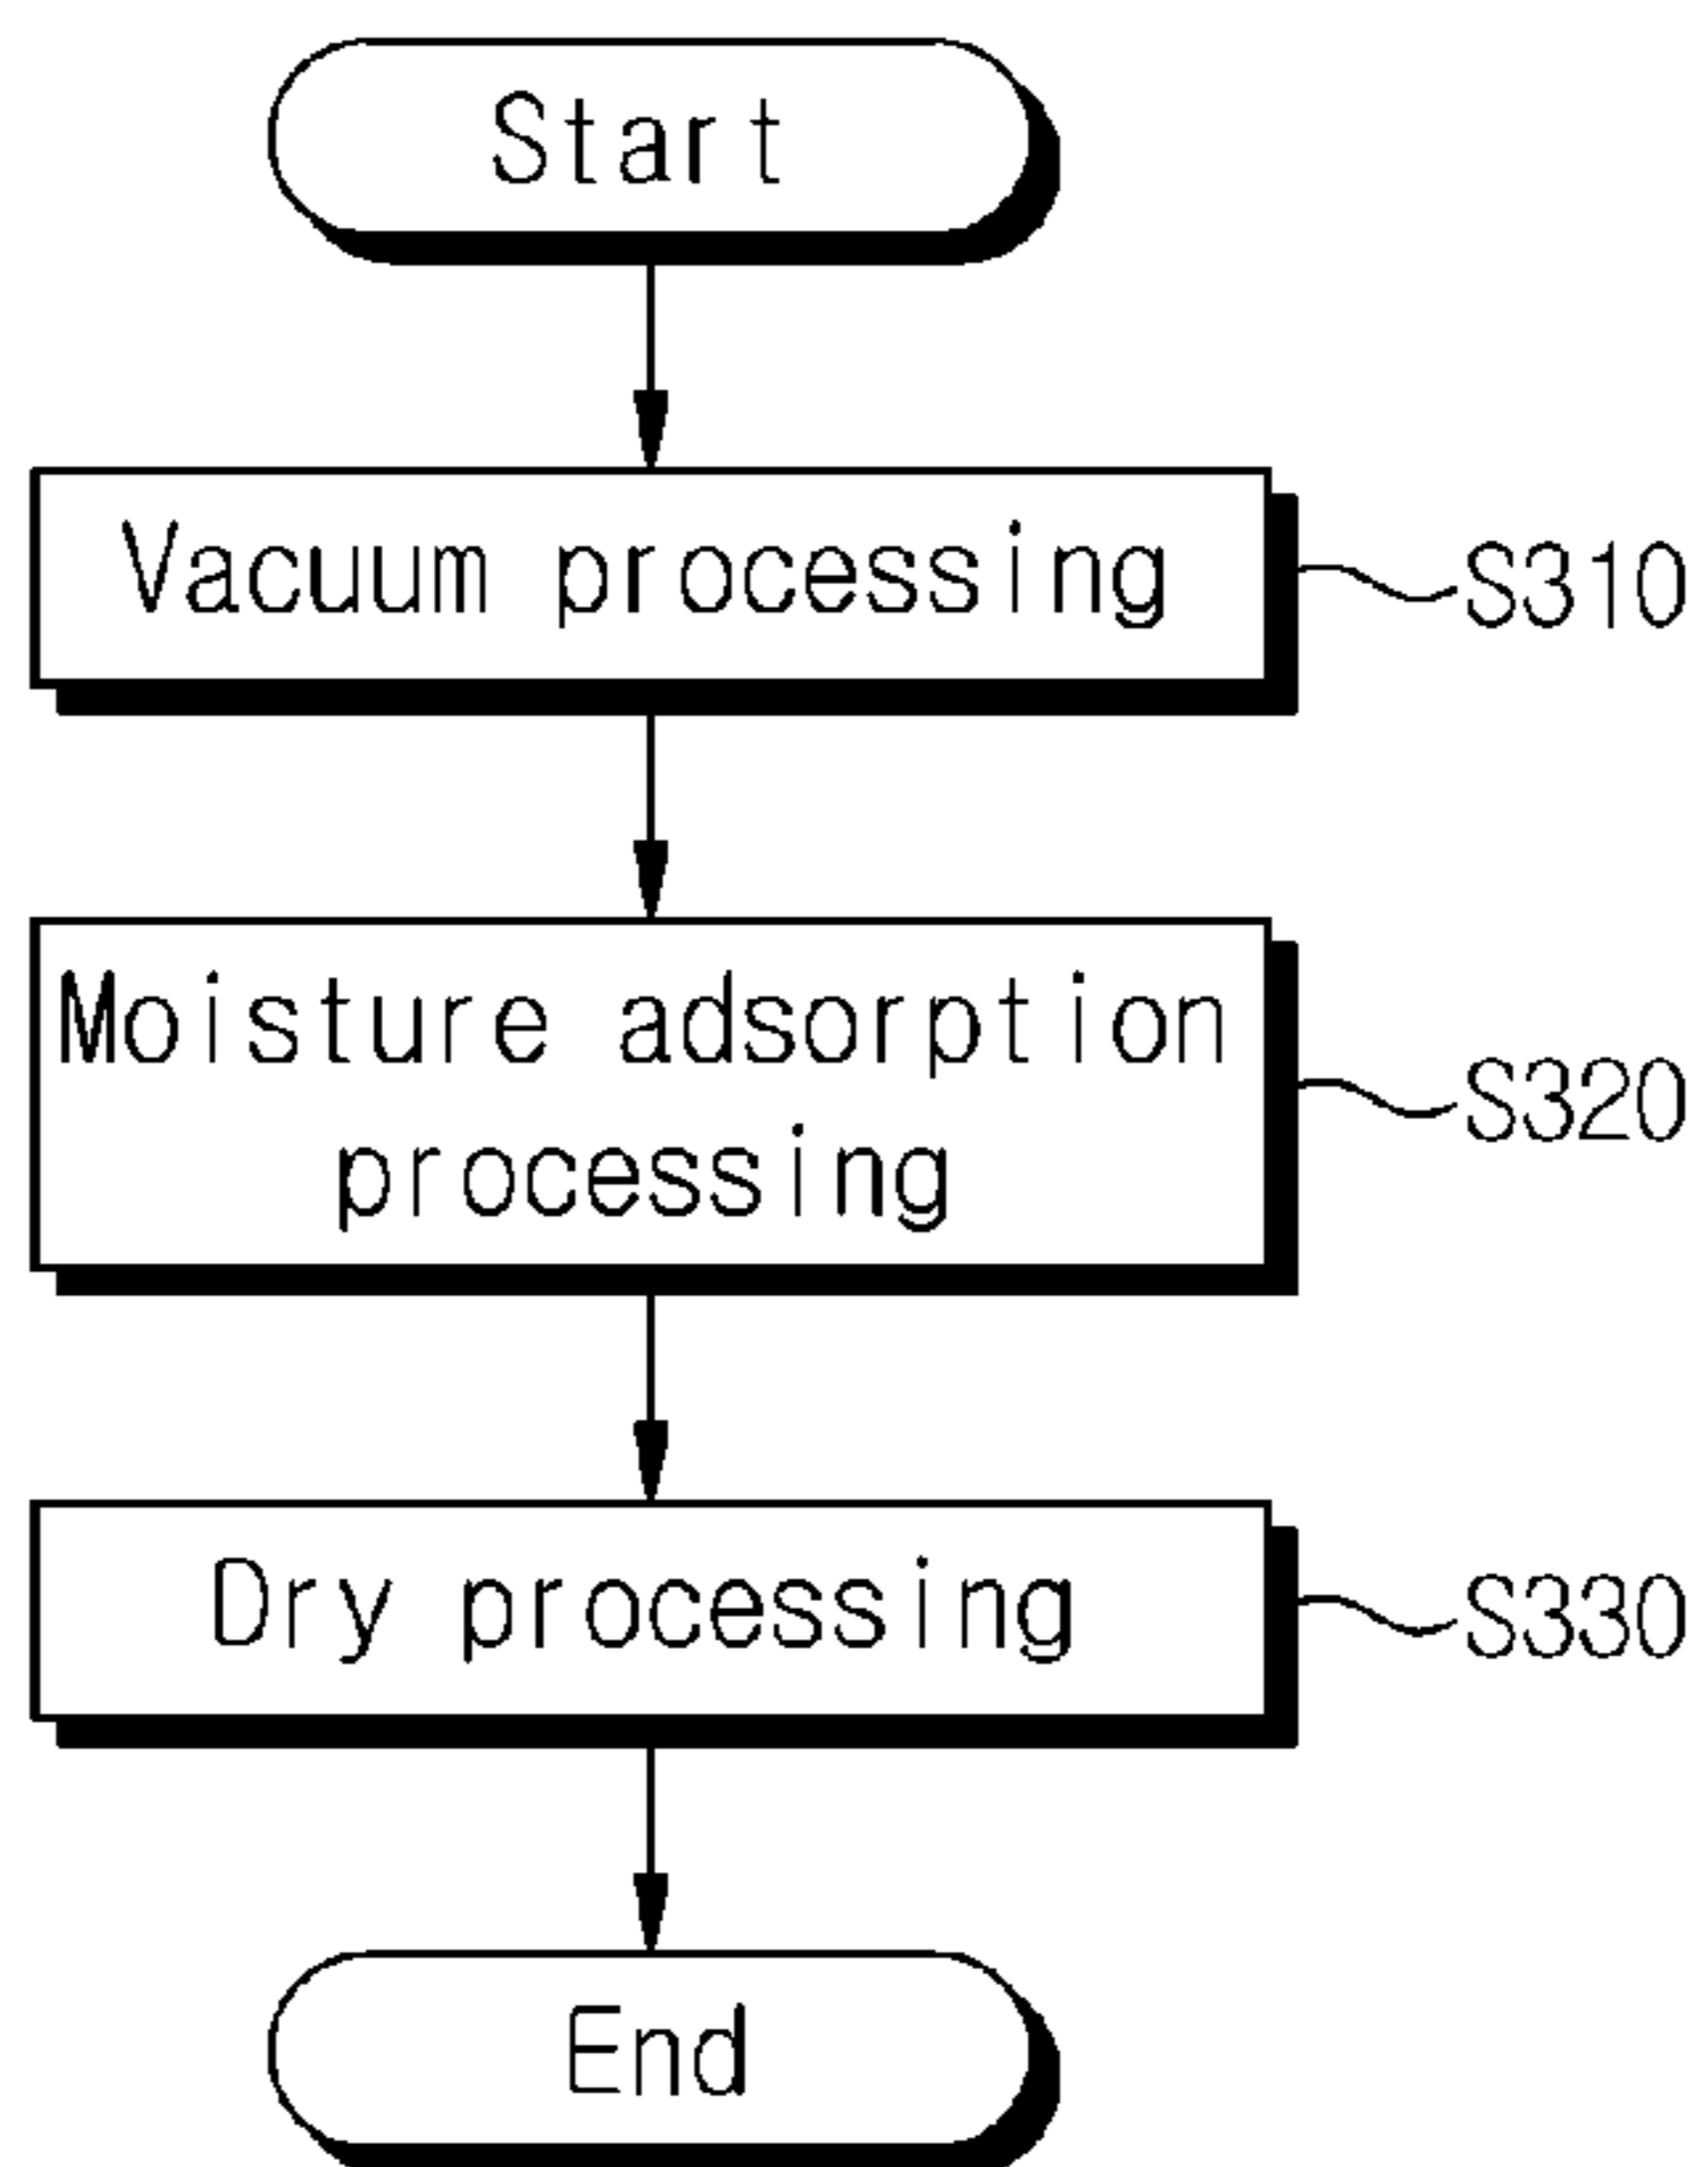 Start
Vacuum processing
S310
Moisture adsorption
processing
S320
Dry processing
S330
End